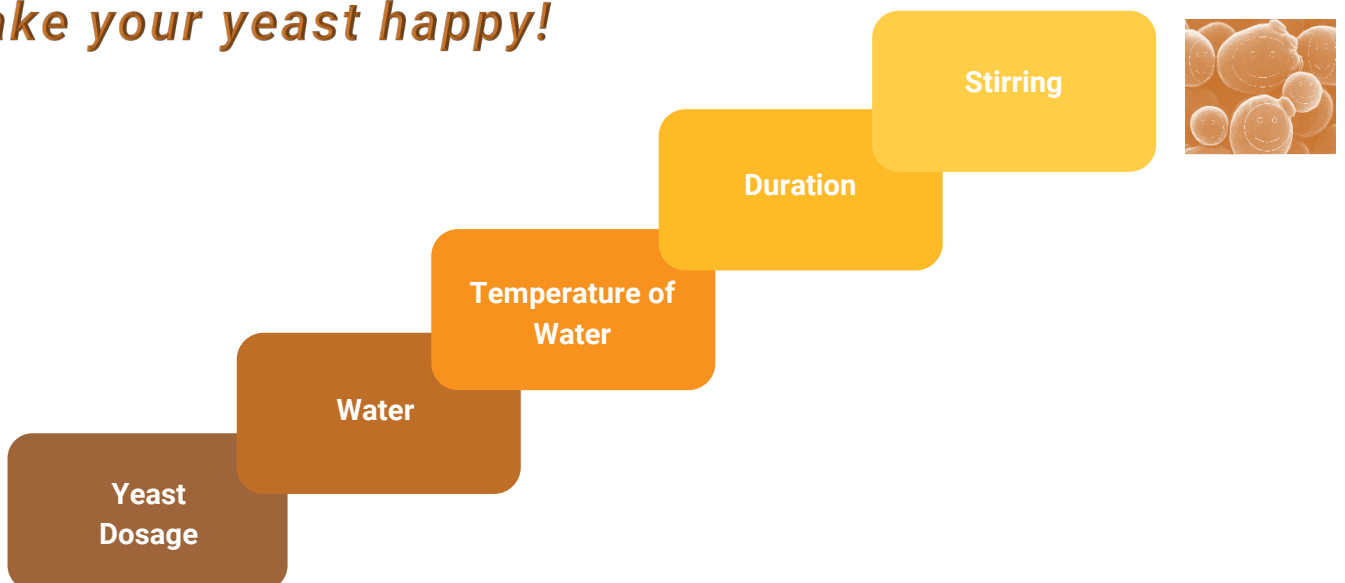 ake your yeast happy!
Yeast
Dosage
Water
Temperature of
Water
Duration
Stirring